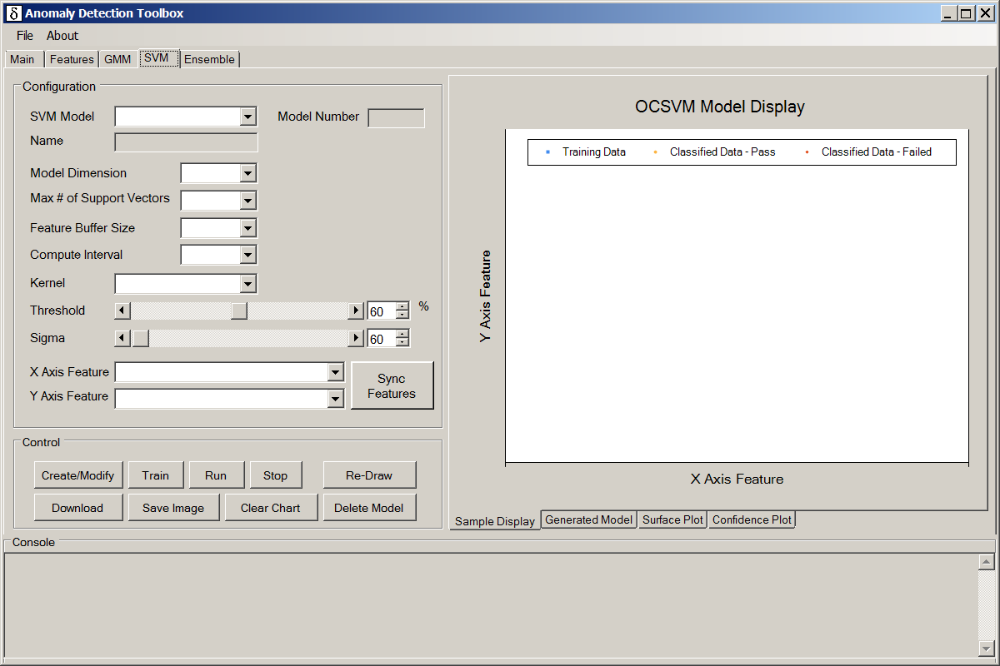 δ Anomaly Detection Toolbox
File About
Main Features GMM SVM Ensemble
Configuration
SVM Model
Model Number
Name
Model Dimension
Max # of Support Vectors
Feature Buffer Size
Compute Interval
Kernel
Threshold 60 %
Sigma 60
X Axis Feature
Y Axis Feature
Sync
Features
Control
Create/Modify Train Run Stop Re-Draw
Download Save Image Clear Chart Delete Model
OCSVM Model Display
Training Data Classified Data - Pass Classified Data - Failed
Y Axis Feature
X Axis Feature
Sample Display Generated Model Surface Plot Confidence Plot
Console